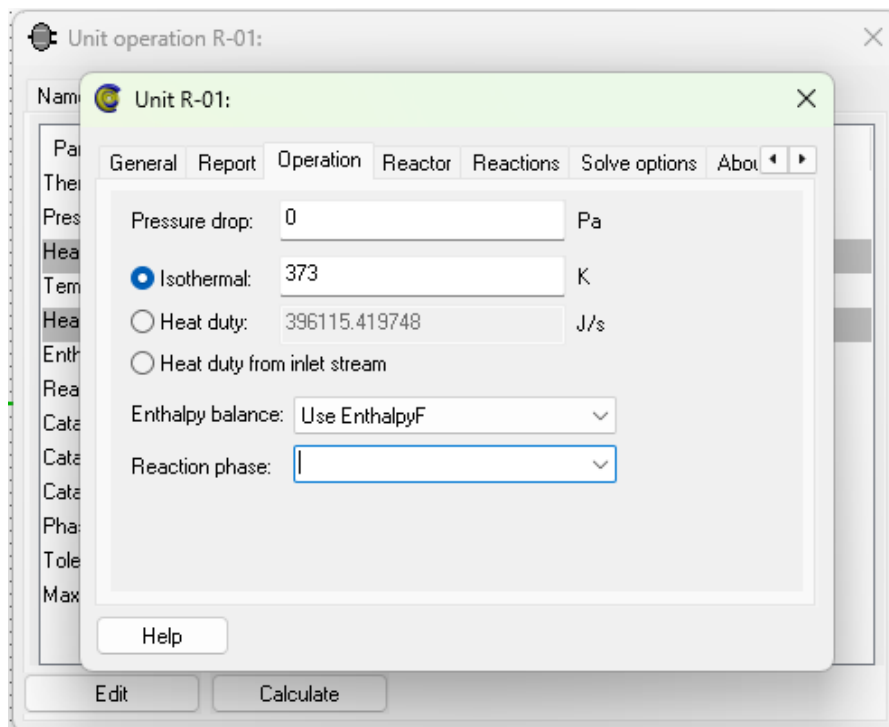 Unit operation R-01:
Nam
Unit R-01:
General Report Operation Reactor Reactions Solve options Abou
Pressure drop: 0 Pa
Isothermal: 373 K
Heat duty: 396115.419748 J/s
Heat duty from inlet stream
Enthalpy balance: Use EnthalpyF
Reaction phase:
Help
Pa
Ther
Pres
Hea
Tem
Hea
Enth
Rea
Cata
Cata
Cata
Pha
Tole
Max
Edit Calculate